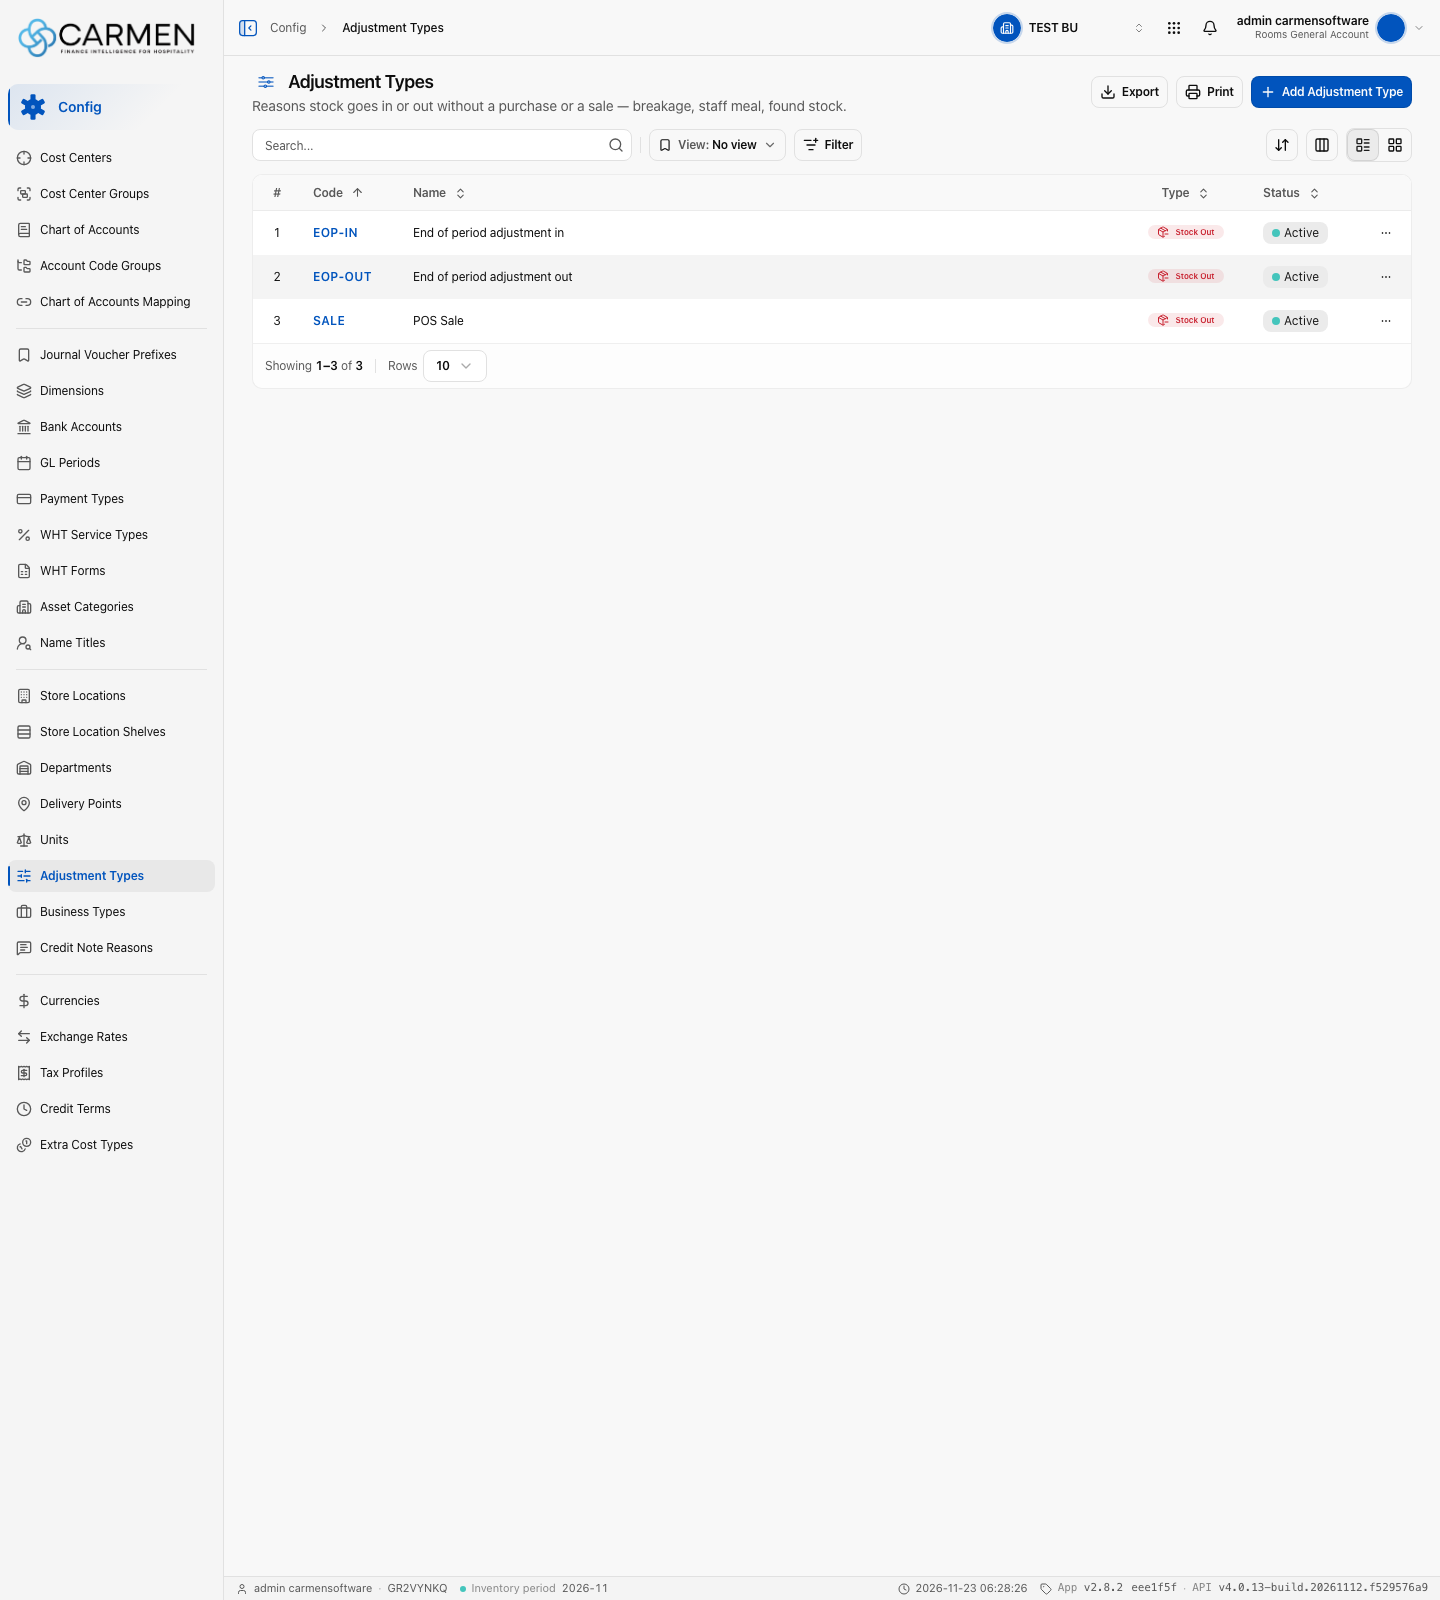 CARMEN
FINANCE INTELLIGENCE FOR HOSPITALITY
Config
Cost Centers
Cost Center Groups
Chart of Accounts
Account Code Groups
Chart of Accounts Mapping
Journal Voucher Prefixes
Dimensions
Bank Accounts
GL Periods
Payment Types
WHT Service Types
WHT Forms
Asset Categories
Name Titles
Store Locations
Store Location Shelves
Departments
Delivery Points
Units
Adjustment Types
Business Types
Credit Note Reasons
Currencies
Exchange Rates
Tax Profiles
Credit Terms
Extra Cost Types
Config > Adjustment Types
TEST BU
admin carmensoftware
Rooms General Account
Adjustment Types
Reasons stock goes in or out without a purchase or a sale — breakage, staff meal, found stock.
Export Print + Add Adjustment Type
Search...
View: No view
Filter
# Code Name Type Status
1 EOP-IN End of period adjustment in Stock Out Active ...
2 EOP-OUT End of period adjustment out Stock Out Active ...
3 SALE POS Sale Stock Out Active ...
Showing 1–3 of 3 Rows 10
admin carmensoftware · GR2VYNKQ Inventory period 2026-11
2026-11-23 06:28:26 App v2.8.2 eee1f5f · API v4.0.13-build.20261112.f529576a9